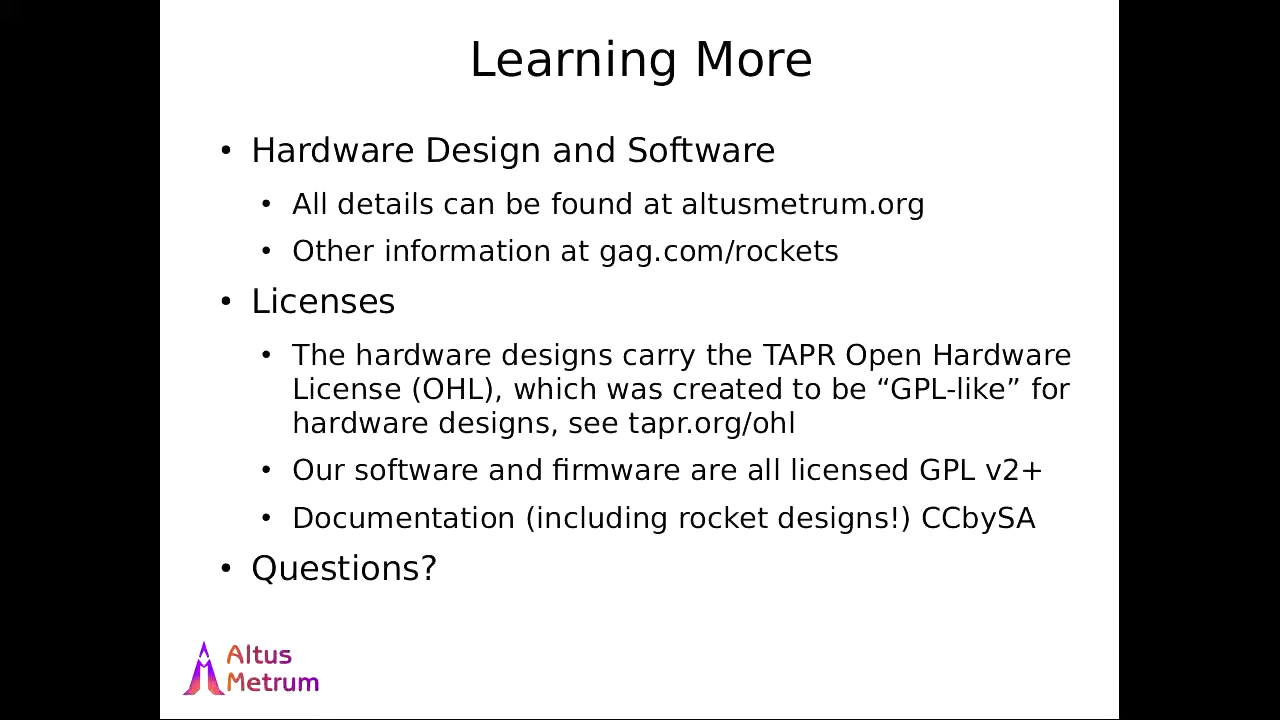 Learning More
• Hardware Design and Software
• All details can be found at altusmetrum.org
• Other information at gag.com/rockets
• Licenses
• The hardware designs carry the TAPR Open Hardware
License (OHL), which was created to be “GPL-like” for
hardware designs, see tapr.org/ohl
• Our software and firmware are all licensed GPL v2+
• Documentation (including rocket designs!) CCbySA
• Questions?
Altus
Metrum